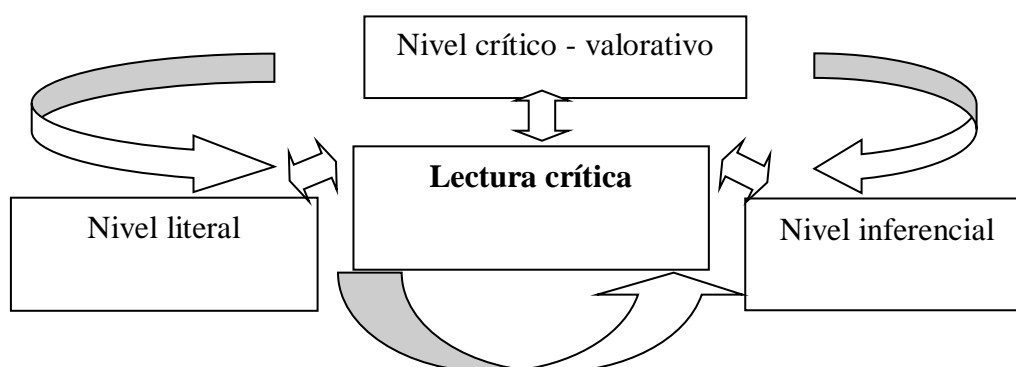 Nivel crítico - valorativo
Lectura crítica
Nivel literal
Nivel inferencial